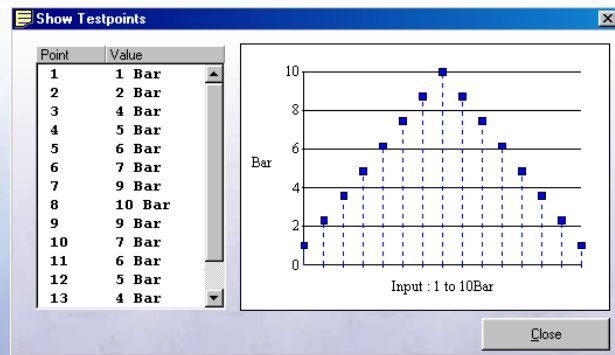 Show Testpoints
Point Value
1 1 Bar
2 2 Bar
3 4 Bar
4 5 Bar
5 6 Bar
6 7 Bar
7 9 Bar
8 10 Bar
9 9 Bar
10 7 Bar
11 6 Bar
12 5 Bar
13 4 Bar
10
8
6
Bar
4
2
0
Input : 1 to 10Bar
Close